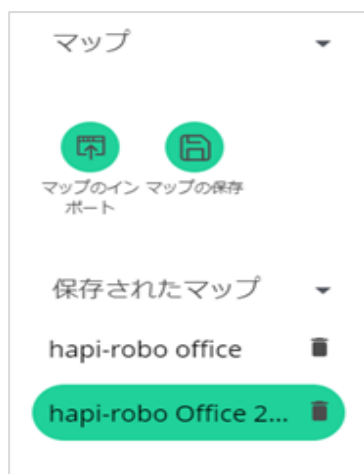 マップ
マップのイン
ポート
マップの保存
保存されたマップ
hapi-robo office
hapi-robo Office 2...